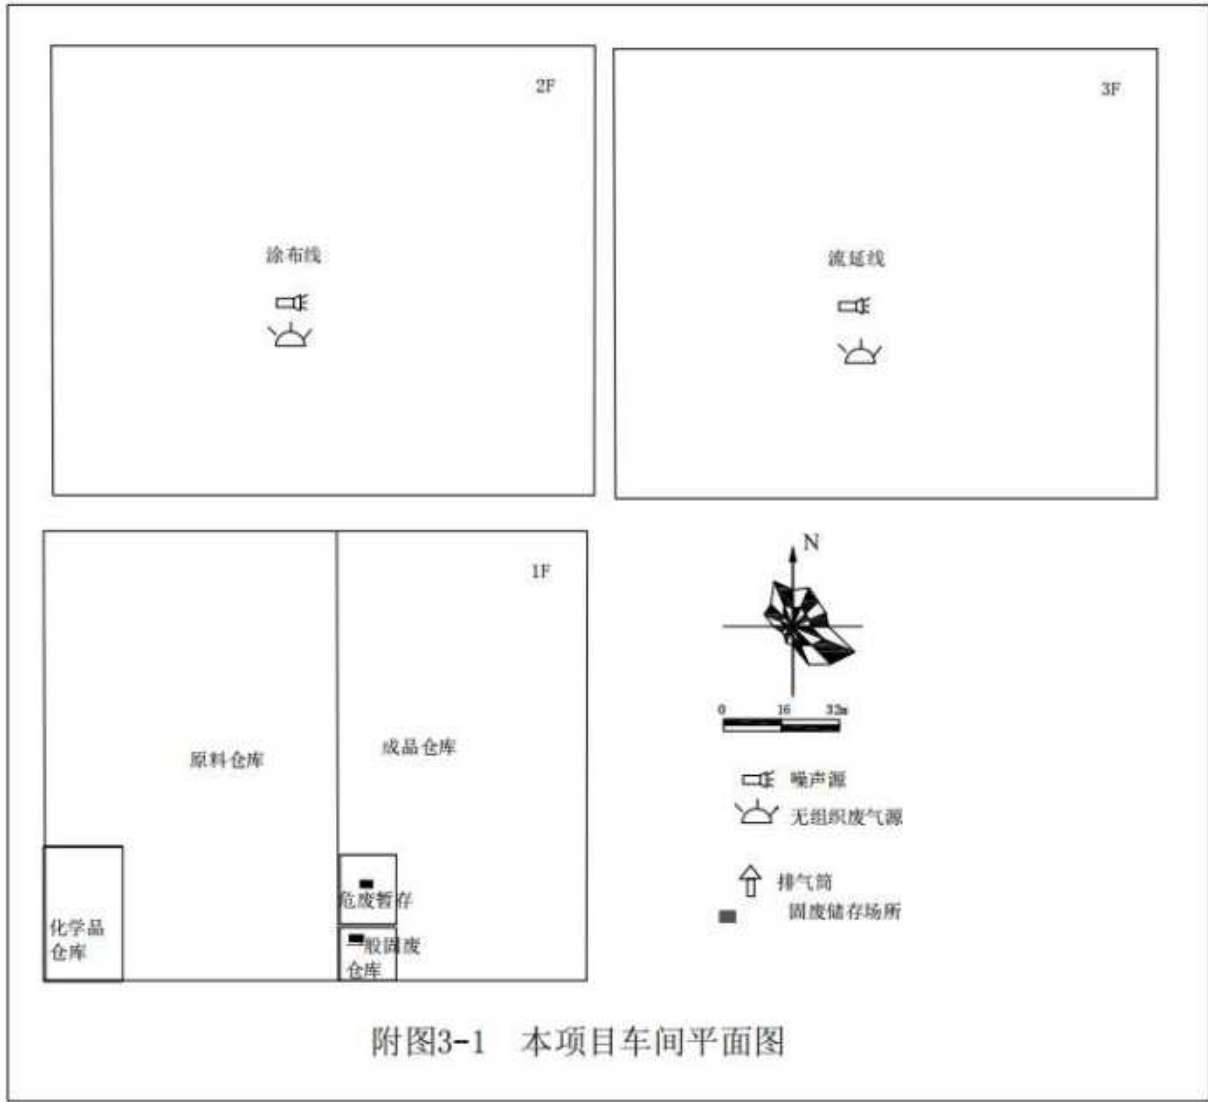 2F
3F
涂布线
流延线
1F
N
0 16 32m
原料仓库
成品仓库
噪声源
无组织废气源
危废暂存
排气筒
固废储存场所
化学品
仓库
一般固废
仓库
附图3-1 本项目车间平面图